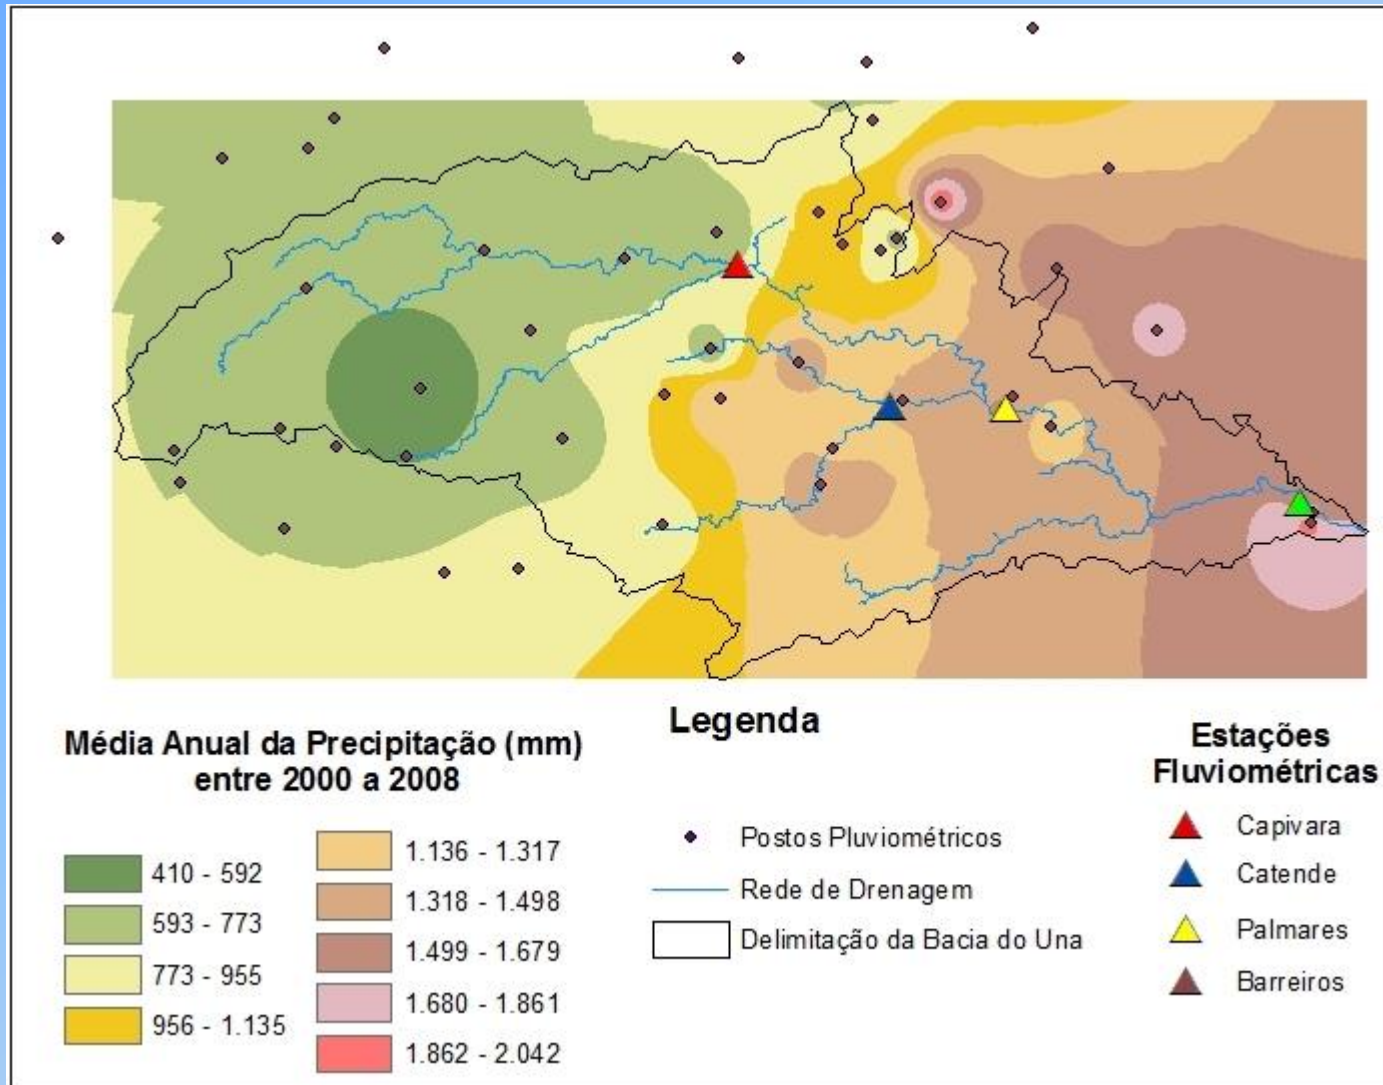 Legenda
Média Anual da Precipitação (mm)
entre 2000 a 2008
410 - 592
593 - 773
773 - 955
956 - 1.135
1.136 - 1.317
1.318 - 1.498
1.499 - 1.679
1.680 - 1.861
1.862 - 2.042
Postos Pluviométricos
Rede de Drenagem
Delimitação da Bacia do Una
Estações
Fluviométricas
Capivara
Catende
Palmares
Barreiros